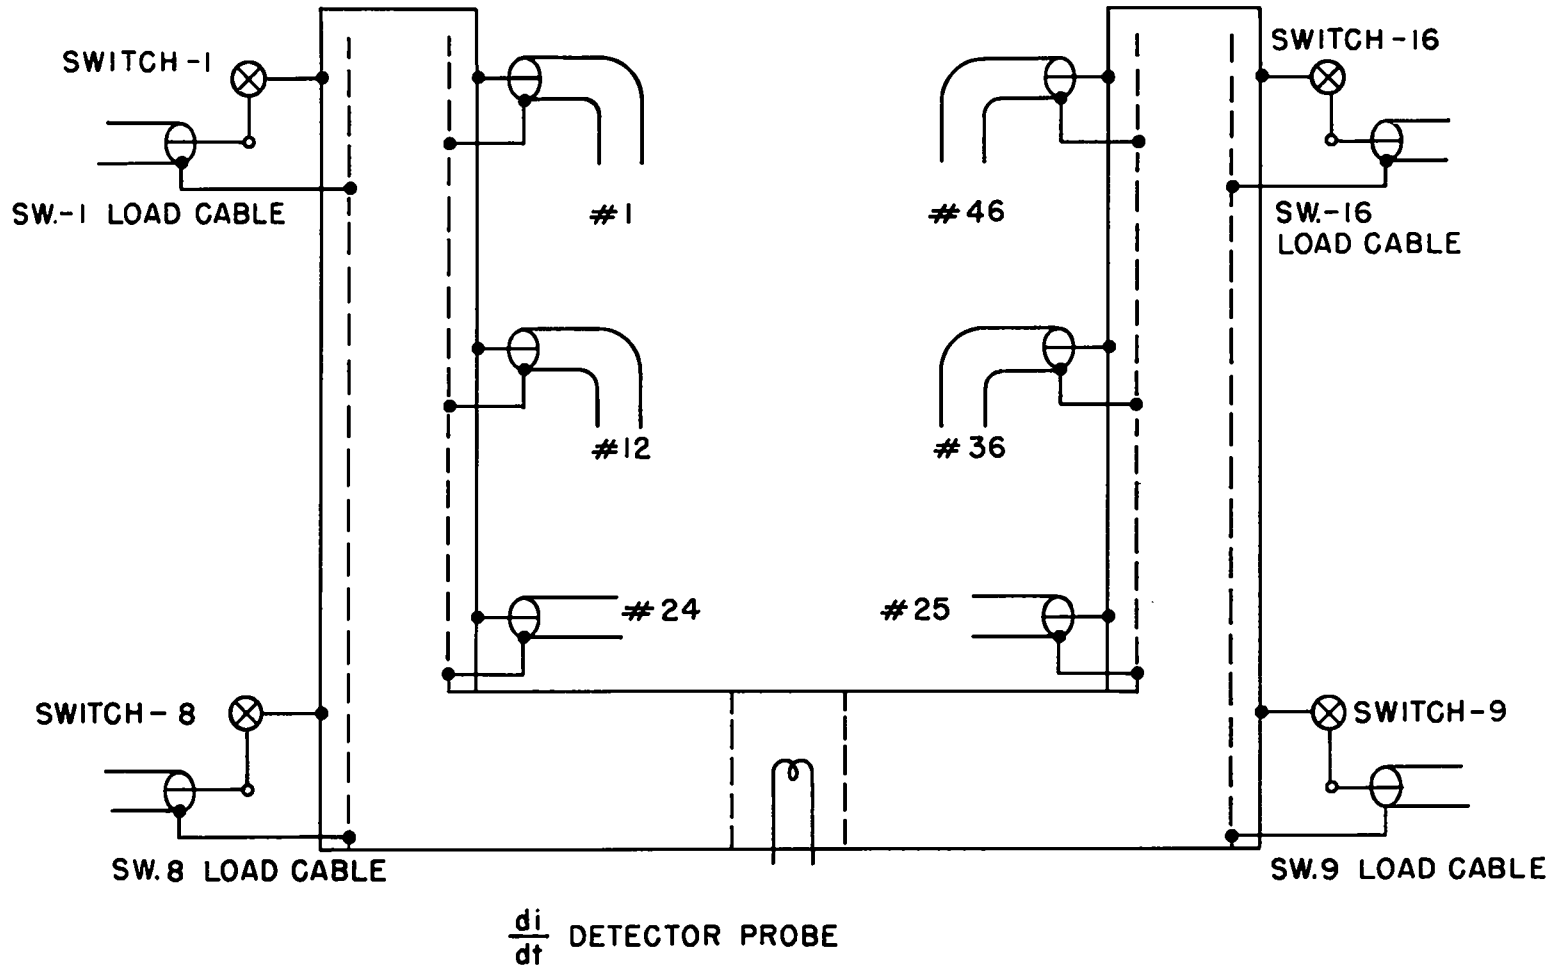 SWITCH-1
SWITCH-16
SW.-1 LOAD CABLE
#1
#46
SW.-16
LOAD CABLE
#12
#36
#24
#25
SWITCH-8
SWITCH-9
SW.8 LOAD CABLE
SW.9 LOAD CABLE
di
dt DETECTOR PROBE